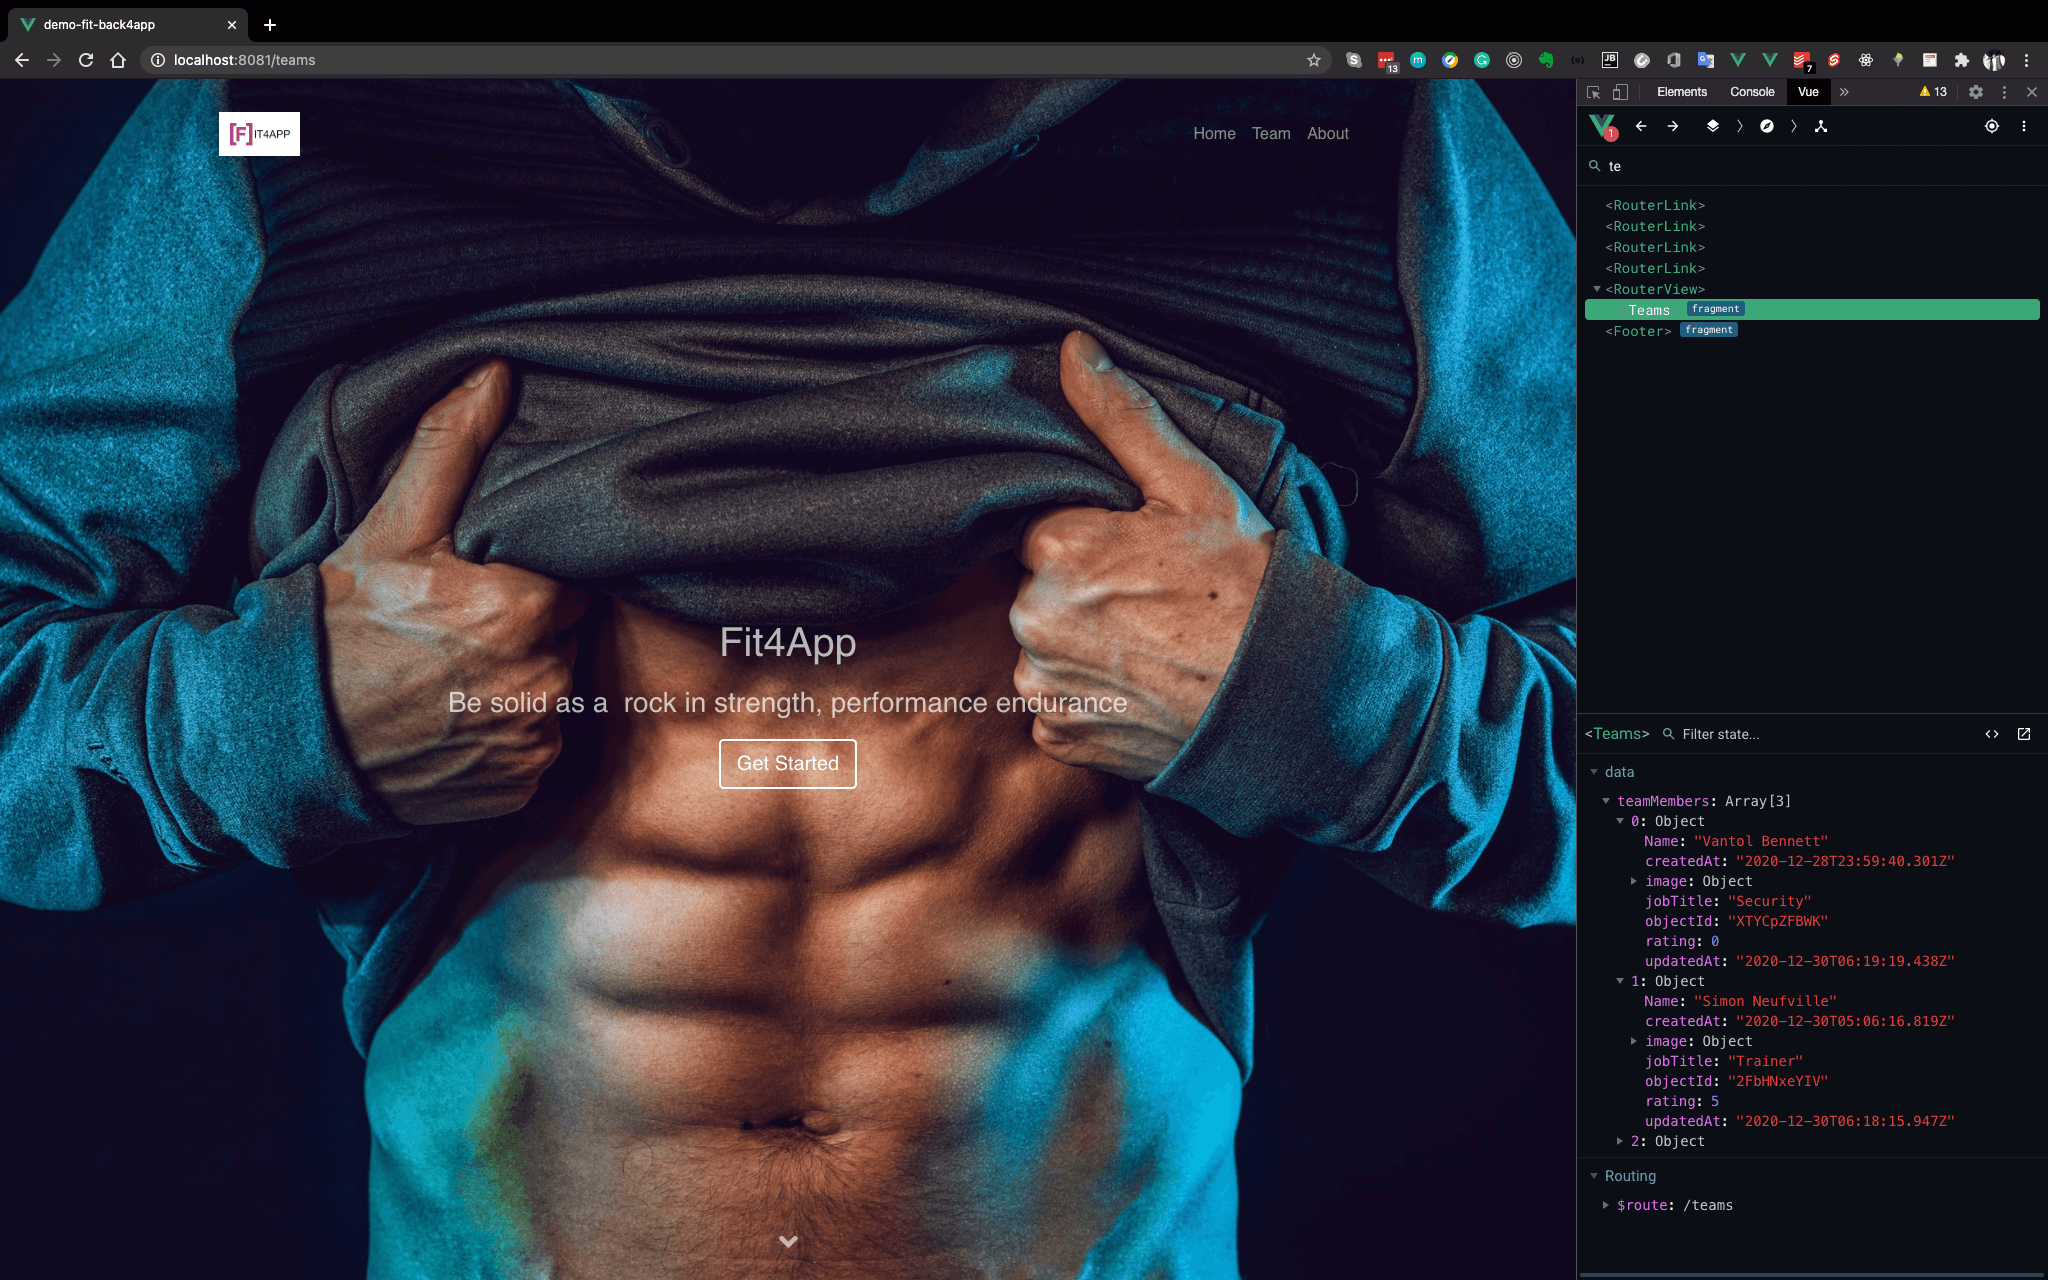 demo-fit-back4app
localhost:8081/teams
13
7
Elements Console Vue 13
1
te
[F]IT4APP
Home Team About
<RouterLink>
<RouterLink>
<RouterLink>
<RouterLink>
<RouterView>
Teams fragment
<Footer> fragment
Fit4App
Be solid as a  rock in strength, performance endurance
Get Started
<Teams> Filter state...
data
teamMembers: Array[3]
0: Object
Name: "Vantol Bennett"
createdAt: "2020-12-28T23:59:40.301Z"
image: Object
jobTitle: "Security"
objectId: "XTYCpZFBWK"
rating: 0
updatedAt: "2020-12-30T06:19:19.438Z"
1: Object
Name: "Simon Neufville"
createdAt: "2020-12-30T05:06:16.819Z"
image: Object
jobTitle: "Trainer"
objectId: "2FbHNxeYIV"
rating: 5
updatedAt: "2020-12-30T06:18:15.947Z"
2: Object
Routing
$route: /teams